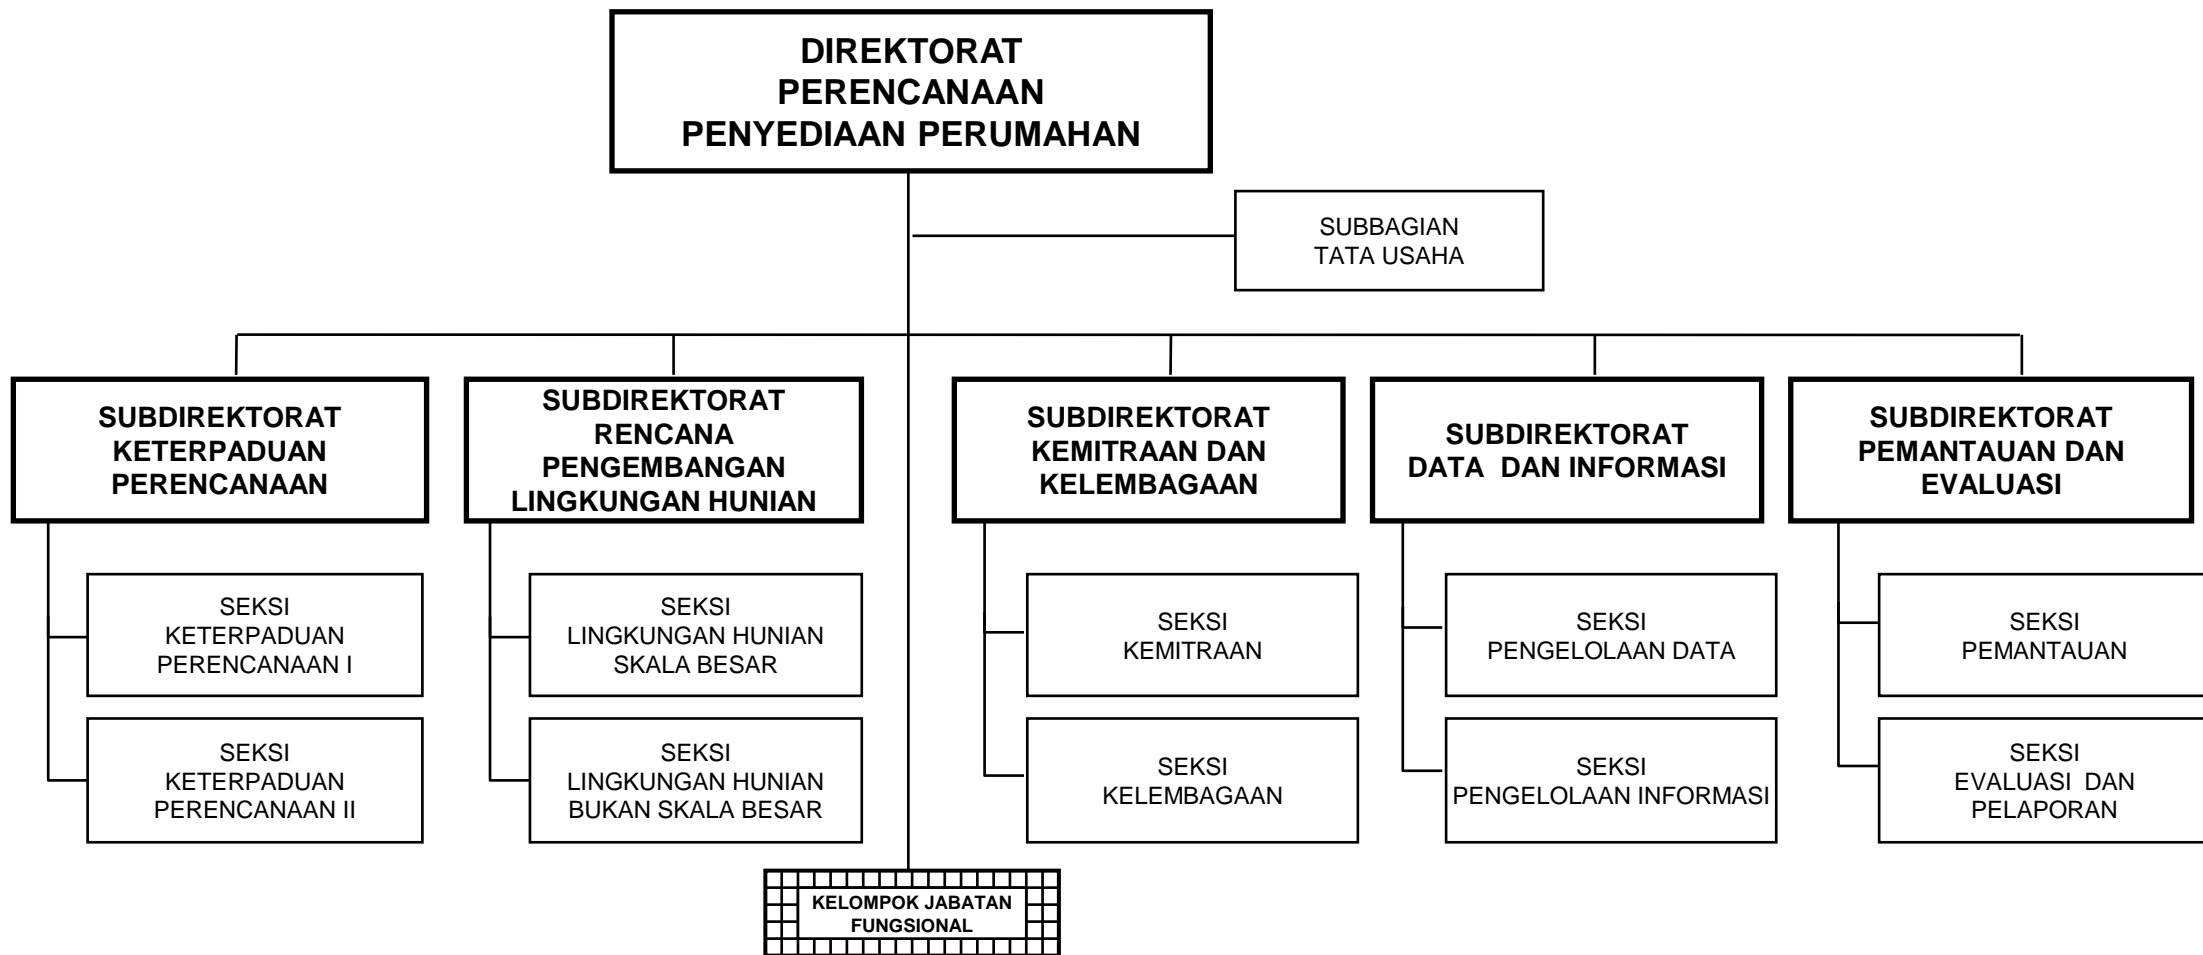 DIREKTORAT
PERENCANAAN
PENYEDIAAN PERUMAHAN
SUBBAGIAN
TATA USAHA
SUBDIREKTORAT
KETERPADUAN
PERENCANAAN
SUBDIREKTORAT
RENCANA
PENGEMBANGAN
LINGKUNGAN HUNIAN
SUBDIREKTORAT
KEMITRAAN DAN
KELEMBAGAAN
SUBDIREKTORAT
DATA DAN INFORMASI
SUBDIREKTORAT
PEMANTAUAN DAN
EVALUASI
SEKSI
KETERPADUAN
PERENCANAAN I
SEKSI
LINGKUNGAN HUNIAN
SKALA BESAR
SEKSI
KEMITRAAN
SEKSI
PENGELOLAAN DATA
SEKSI
PEMANTAUAN
SEKSI
KETERPADUAN
PERENCANAAN II
SEKSI
LINGKUNGAN HUNIAN
BUKAN SKALA BESAR
SEKSI
KELEMBAGAAN
SEKSI
PENGELOLAAN INFORMASI
SEKSI
EVALUASI DAN
PELAPORAN
KELOMPOK JABATAN
FUNGSIONAL